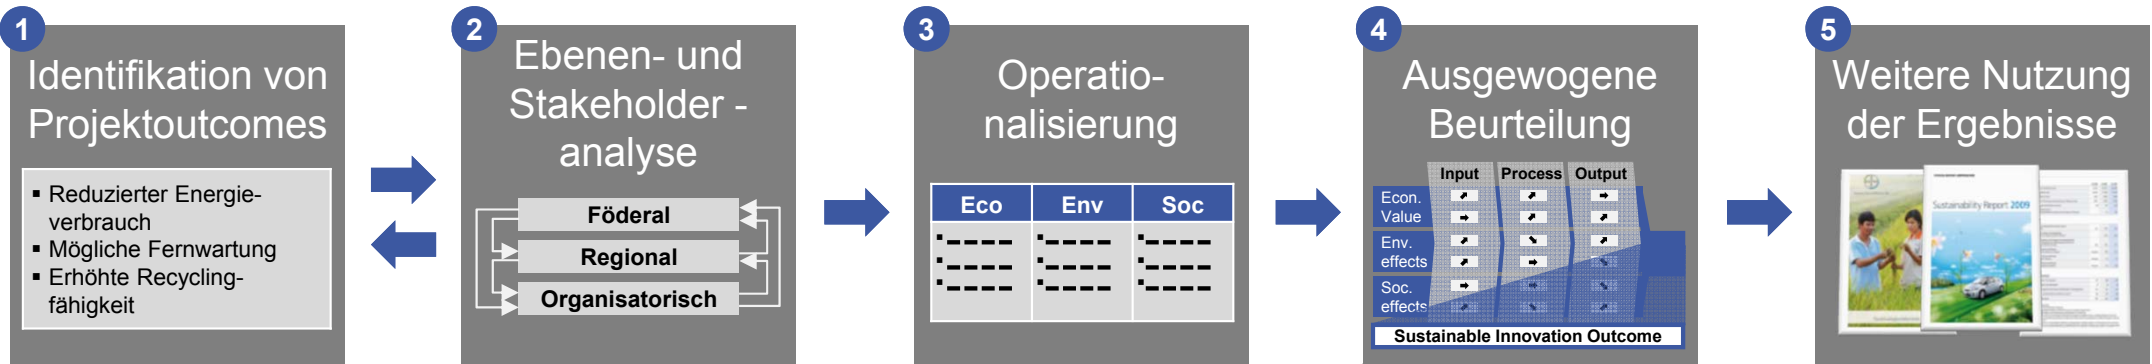 1
Identifikation von
Projektoutcomes
▪ Reduzierter Energie-
verbrauch
▪ Mögliche Fernwartung
▪ Erhöhte Recycling-
fähigkeit
2
Ebenen- und
Stakeholder -
analyse
Föderal
Regional
Organisatorisch
3
Operatio-
nalisierung
Eco Env Soc
4
Ausgewogene
Beurteilung
Input Process Output
Econ.
Value
Env.
effects
Soc.
effects
Sustainable Innovation Outcome
5
Weitere Nutzung
der Ergebnisse
Sustainability Report 2009